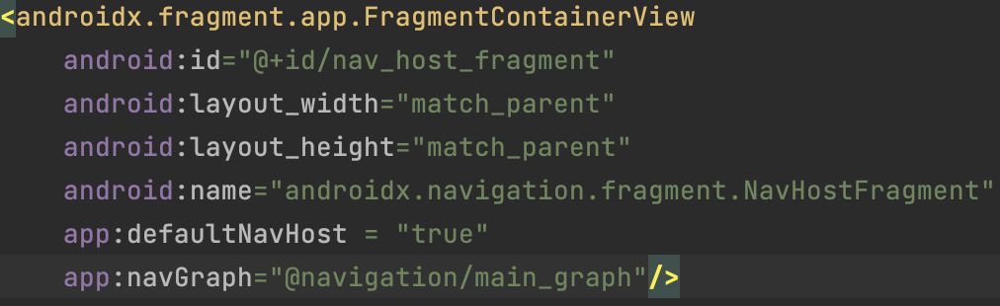 <androidx.fragment.app.FragmentContainerView
android:id="@+id/nav_host_fragment"
android:layout_width="match_parent"
android:layout_height="match_parent"
android:name="androidx.navigation.fragment.NavHostFragment"
app:defaultNavHost = "true"
app:navGraph="@navigation/main_graph"/>